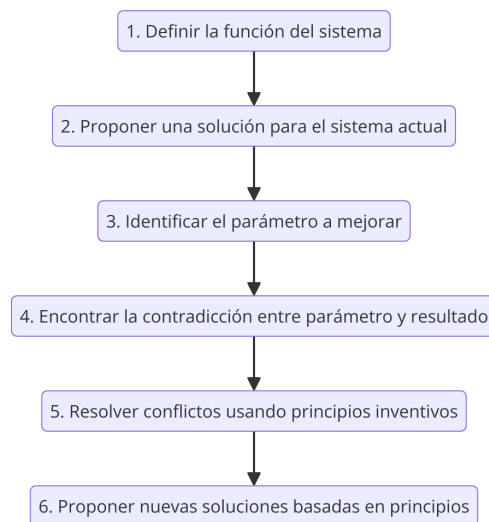 1. Definir la función del sistema
2. Proponer una solución para el sistema actual
3. Identificar el parámetro a mejorar
4. Encontrar la contradicción entre parámetro y resultado
5. Resolver conflictos usando principios inventivos
6. Proponer nuevas soluciones basadas en principios